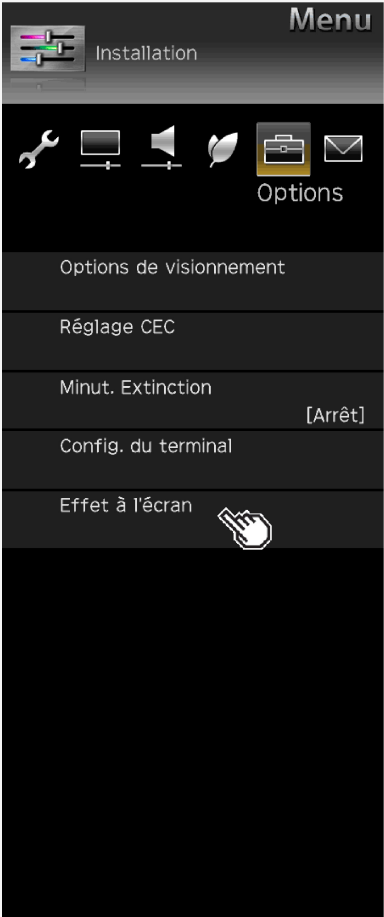 Menu
Installation
Options
Options de visionnement
Réglage CEC
Minut. Extinction
[Arrêt]
Config. du terminal
Effet à l'écran